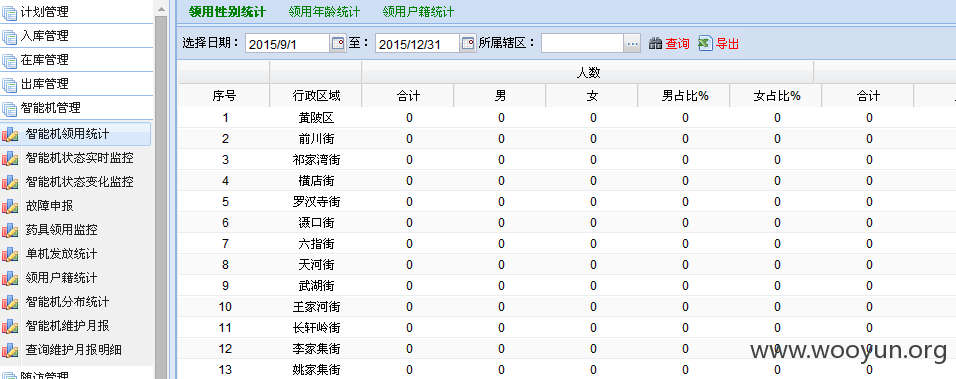 计划管理
入库管理
在库管理
出库管理
智能机管理
智能机领用统计
智能机状态实时监控
智能机状态变化监控
故障申报
药具领用监控
单机发放统计
领用户籍统计
智能机分布统计
智能机维护月报
查询维护月报明细
随访管理
领用性别统计 领用年龄统计 领用户籍统计
选择日期： 2015/9/1 至： 2015/12/31 所属辖区： ... 查询 导出
人数
序号 行政区域 合计 男 女 男占比% 女占比% 合计
1 黄陂区 0 0 0 0 0 0
2 前川街 0 0 0 0 0 0
3 祁家湾街 0 0 0 0 0 0
4 横店街 0 0 0 0 0 0
5 罗汉寺街 0 0 0 0 0 0
6 滠口街 0 0 0 0 0 0
7 六指街 0 0 0 0 0 0
8 天河街 0 0 0 0 0 0
9 武湖街 0 0 0 0 0 0
10 王家河街 0 0 0 0 0 0
11 长轩岭街 0 0 0 0 0 0
12 李家集街 0 0 0 0 0 0
13 姚家集街 0 0 0 0 0 0
www.wooyun.org